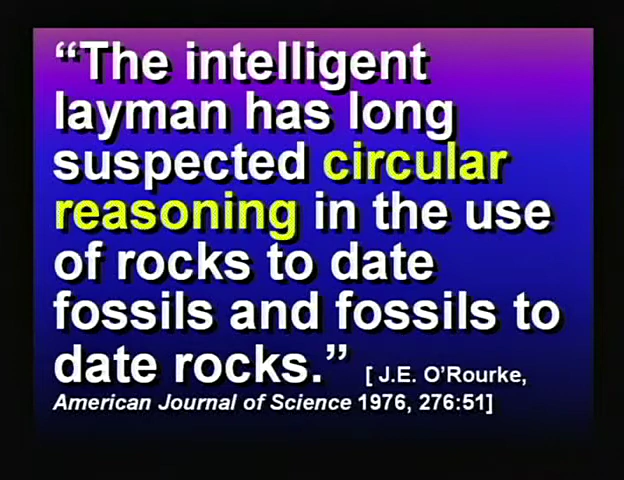 “The intelligent
layman has long
suspected circular
reasoning in the use
of rocks to date
fossils and fossils to
date rocks.” [ J.E. O’Rourke,
American Journal of Science 1976, 276:51]